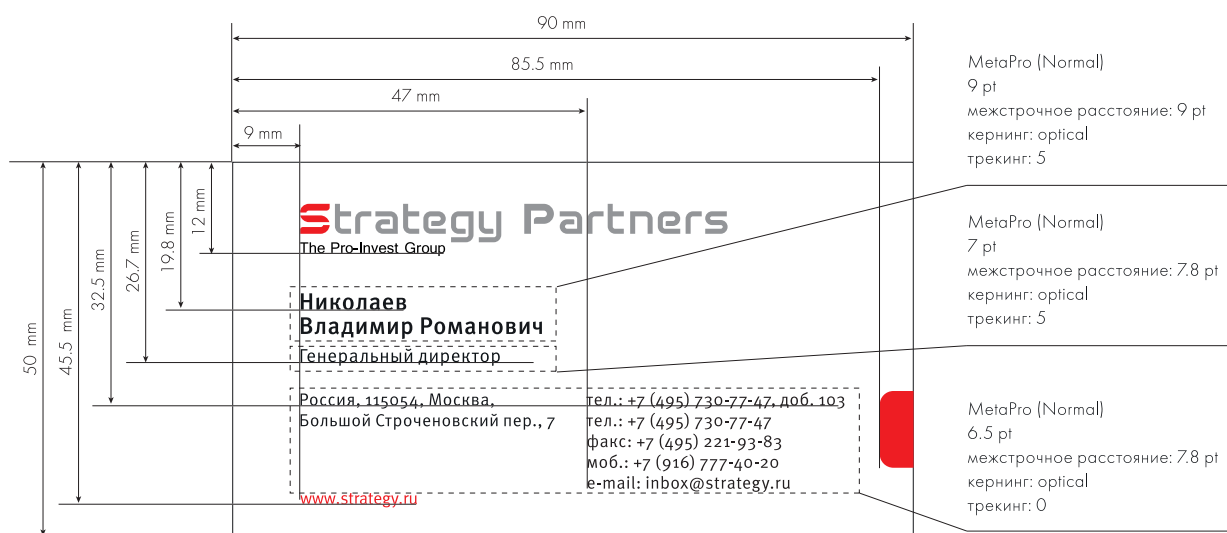 90 mm
85.5 mm
47 mm
9 mm
50 mm
45.5 mm
32.5 mm
26.7 mm
19.8 mm
12 mm
Strategy Partners
The Pro-Invest Group
Николаев
Владимир Романович
Генеральный директор
Россия, 115054, Москва,
Большой Строченовский пер., 7
тел.: +7 (495) 730-77-47, доб. 103
тел.: +7 (495) 730-77-47
факс: +7 (495) 221-93-83
моб.: +7 (916) 777-40-20
e-mail: inbox@strategy.ru
www.strategy.ru
MetaPro (Normal)
9 pt
межстрочное расстояние: 9 pt
кернинг: optical
трекинг: 5
MetaPro (Normal)
7 pt
межстрочное расстояние: 7.8 pt
кернинг: optical
трекинг: 5
MetaPro (Normal)
6.5 pt
межстрочное расстояние: 7.8 pt
кернинг: optical
трекинг: 0